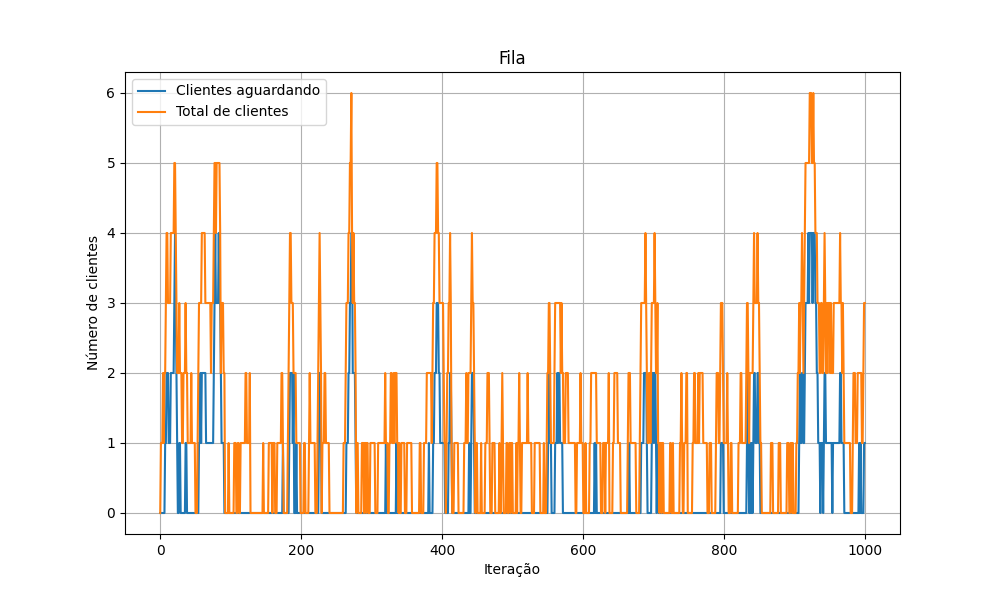 Fila
Clientes aguardando
Total de clientes
Número de clientes
6
5
4
3
2
1
0
0 200 400 600 800 1000
Iteração